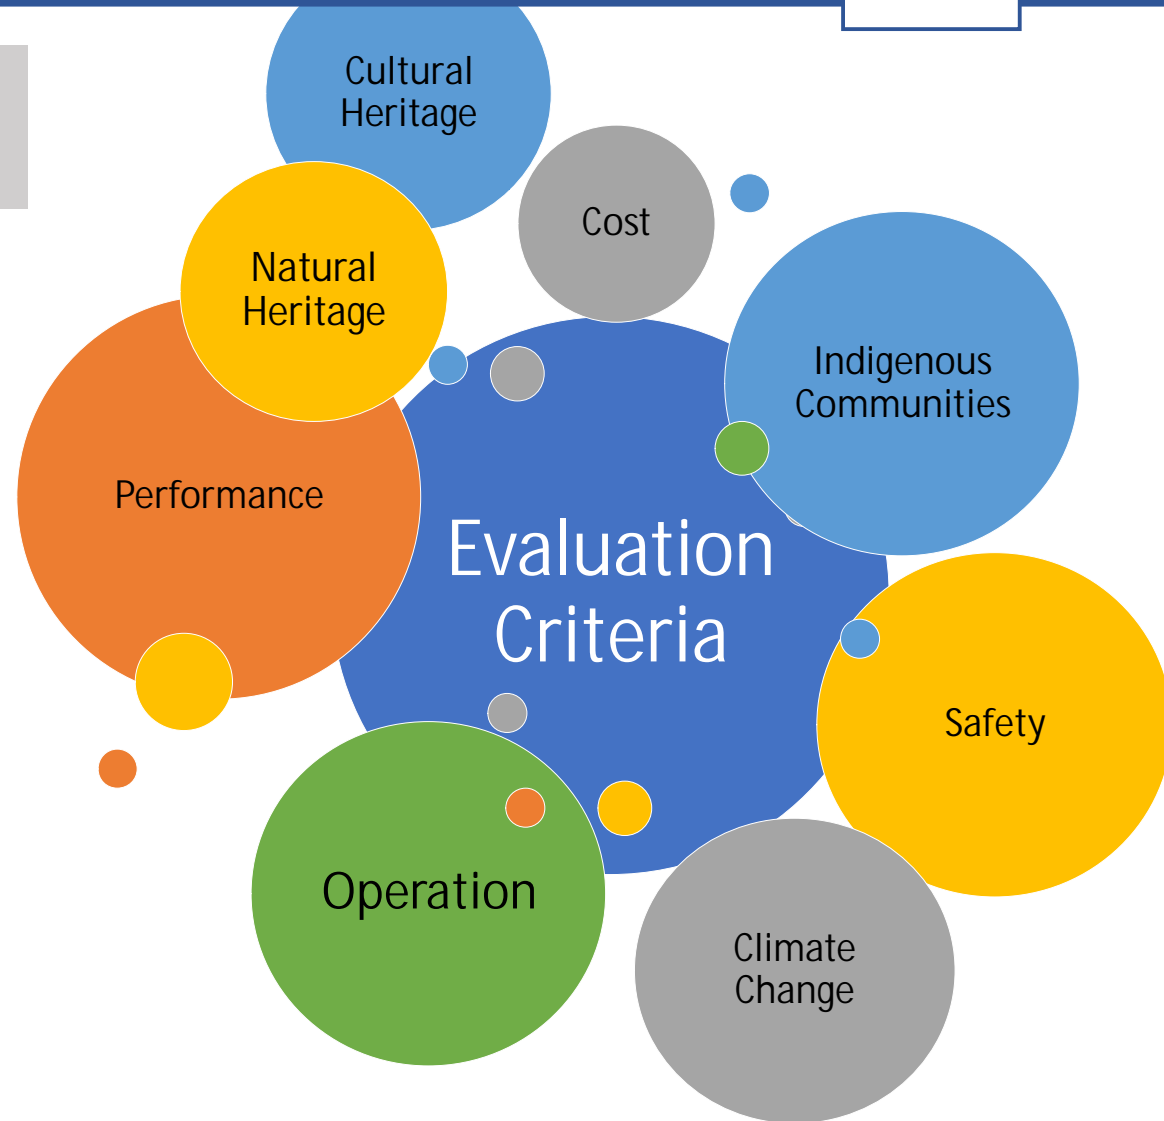 Cultural
Heritage
Cost
Natural
Heritage
Indigenous
Communities
Performance
Evaluation
Criteria
Safety
Operation
Climate
Change